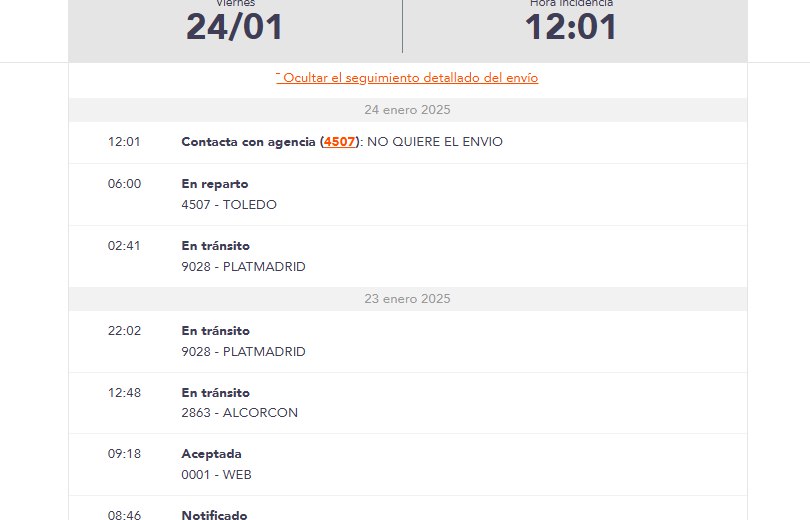 Viernes
24/01
Hora incidencia
12:01
Ocultar el seguimiento detallado del envío
24 enero 2025
12:01 Contacta con agencia (4507): NO QUIERE EL ENVIO
06:00 En reparto
4507 - TOLEDO
02:41 En tránsito
9028 - PLATMADRID
23 enero 2025
22:02 En tránsito
9028 - PLATMADRID
12:48 En tránsito
2863 - ALCORCON
09:18 Aceptada
0001 - WEB
08:46 Notificado